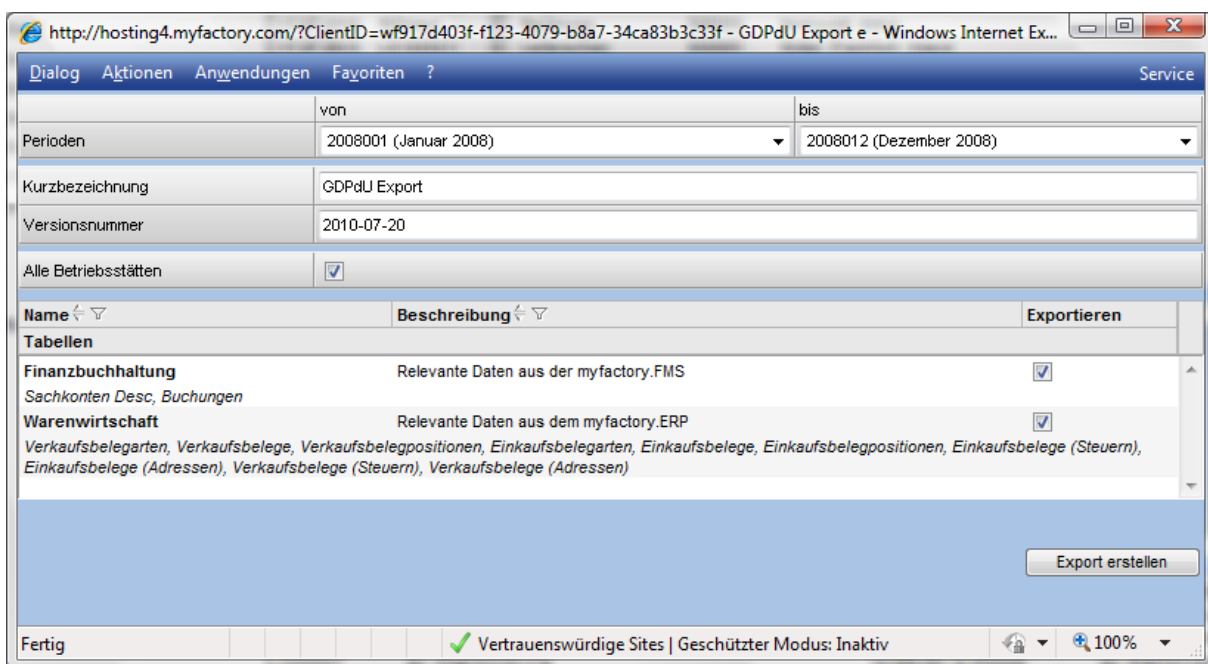 http://hosting4.myfactory.com/?ClientID=wf917d403f-f123-4079-b8a7-34ca83b3c33f - GDPdU Export e - Windows Internet Ex...
Dialog Aktionen Anwendungen Favoriten ? Service
von bis
Perioden 2008001 (Januar 2008) 2008012 (Dezember 2008)
Kurzbezeichnung GDPdU Export
Versionsnummer 2010-07-20
Alle Betriebsstätten
Name Beschreibung Exportieren
Tabellen
Finanzbuchhaltung Relevante Daten aus der myfactory.FMS
Sachkonten Desc, Buchungen
Warenwirtschaft Relevante Daten aus dem myfactory.ERP
Verkaufsbelegarten, Verkaufsbelege, Verkaufsbelegpositionen, Einkaufsbelegarten, Einkaufsbelege, Einkaufsbelegpositionen, Einkaufsbelege (Steuern),
Einkaufsbelege (Adressen), Verkaufsbelege (Steuern), Verkaufsbelege (Adressen)
Export erstellen
Fertig Vertrauenswürdige Sites | Geschützter Modus: Inaktiv 100%